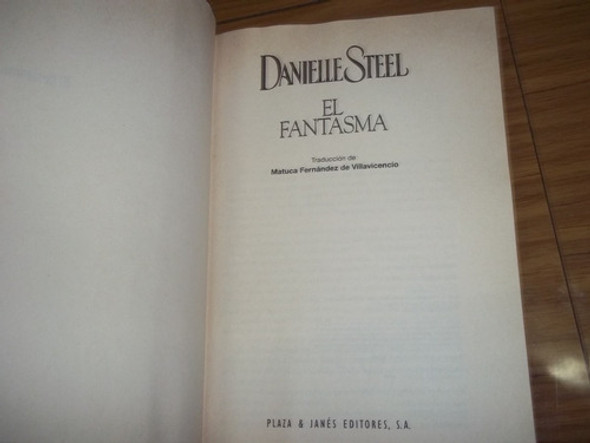 DANIELLE STEEL
EL
FANTASMA
Traducción de
Matuca Fernández de Villavicencio
PLAZA & JANÉS EDITORES, S.A.